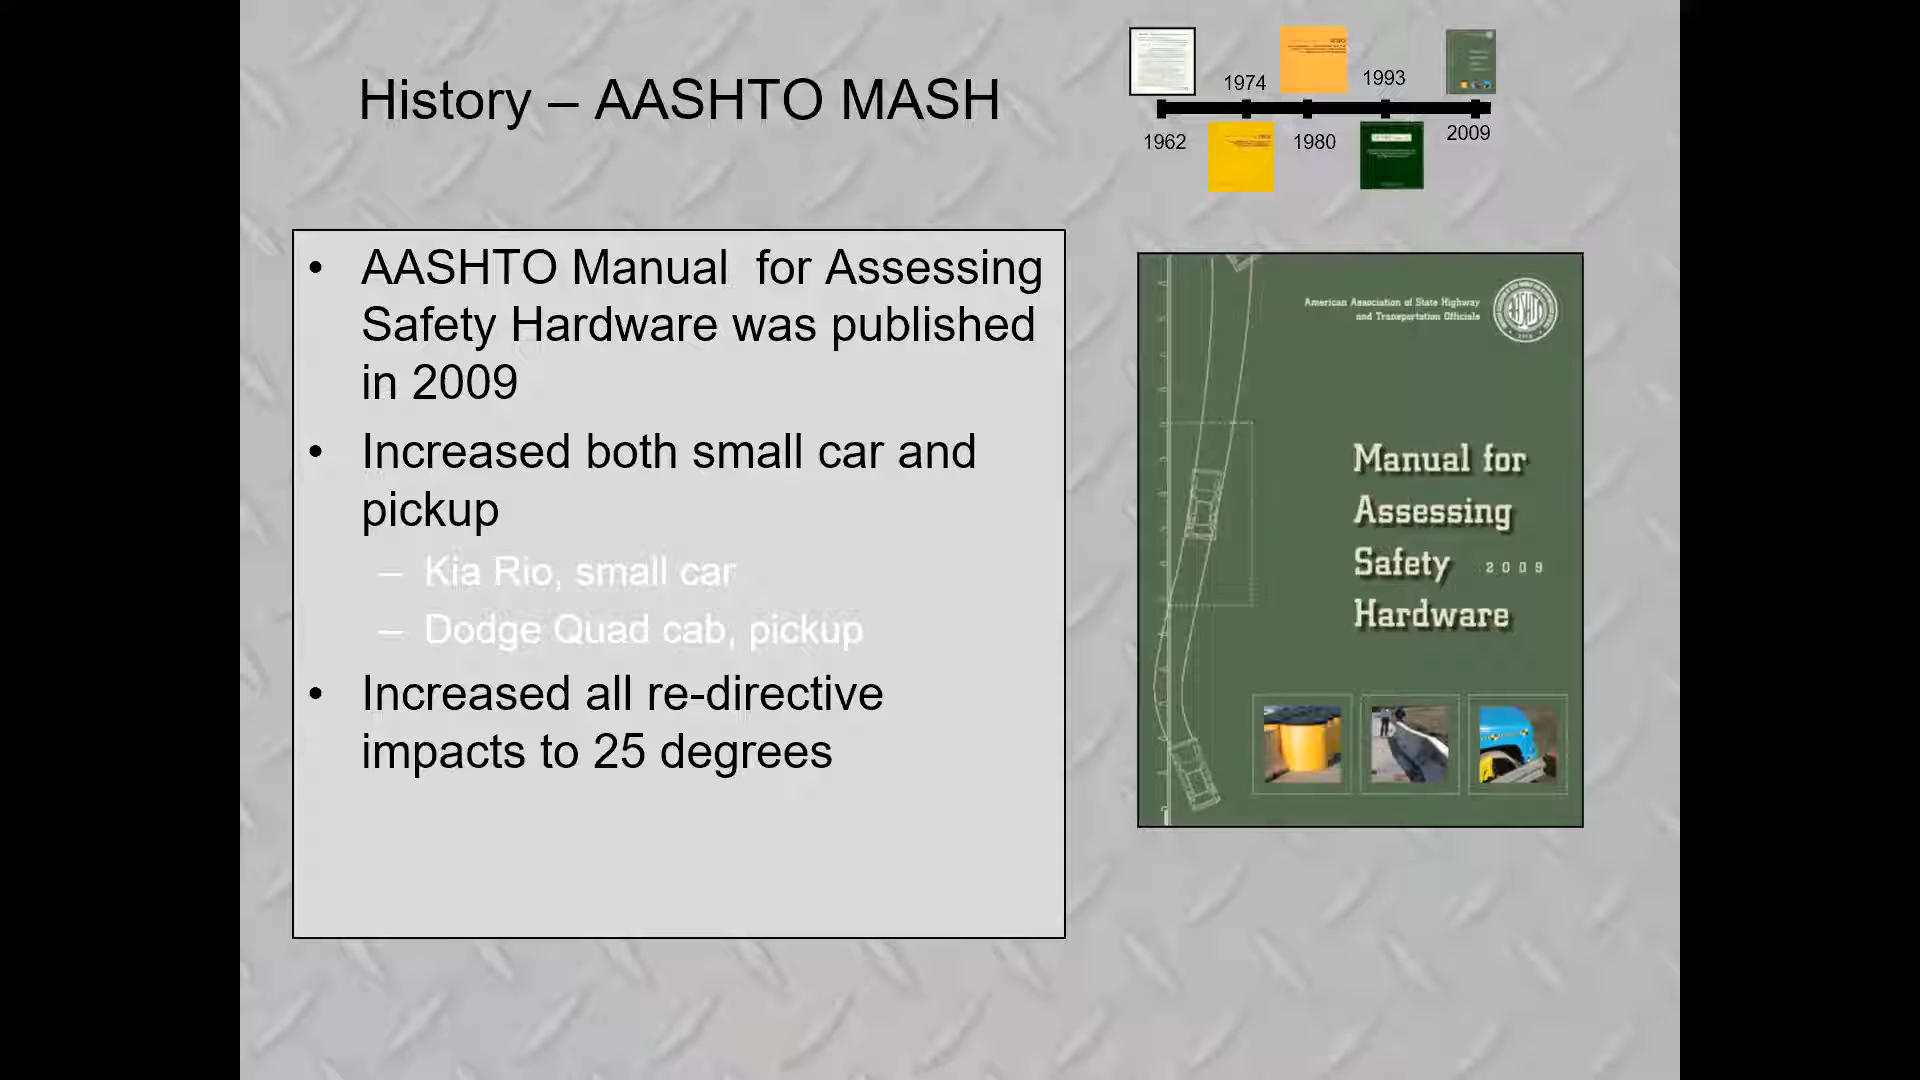 History – AASHTO MASH
1974
1993
1962
1980
2009
• AASHTO Manual for Assessing
Safety Hardware was published
in 2009
• Increased both small car and
pickup
– Kia Rio, small car
– Dodge Quad cab, pickup
• Increased all re-directive
impacts to 25 degrees
American Association of State Highway
and Transportation Officials
AASHTO
Manual for
Assessing
Safety 2009
Hardware